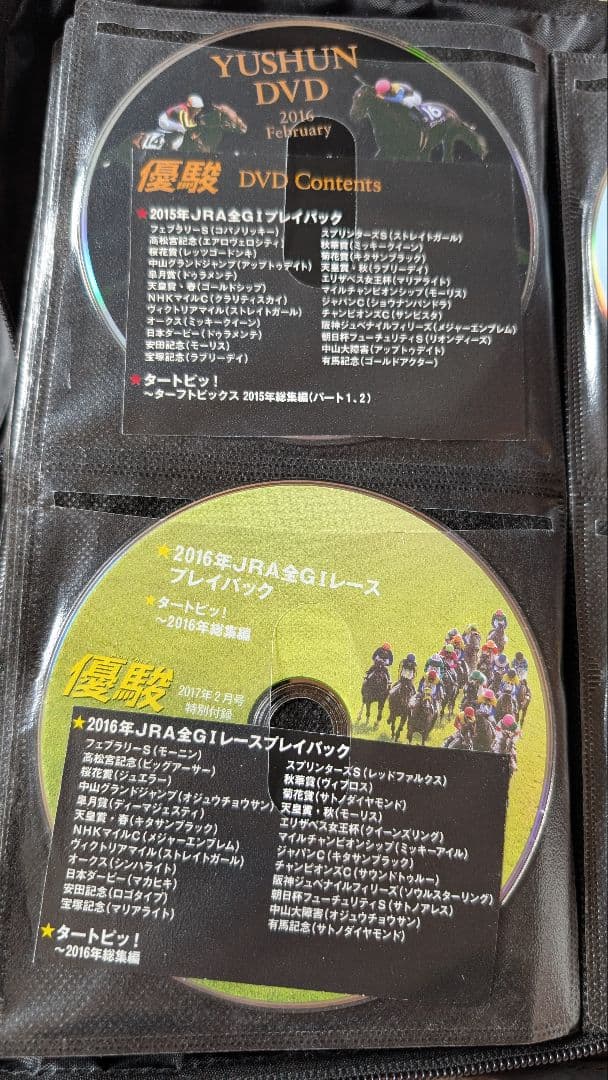 YUSHUN
DVD
2016
February
16
優駿 DVD Contents
★2015年JRA全GIプレイバック
フェブラリーS(コパノリッキー)
高松宮記念(エアロヴェロシティ)
桜花賞(レッツゴードンキ)
中山グランドジャンプ(アップトゥデイト)
皐月賞(ドゥラメンテ)
天皇賞・春(ゴールドシップ)
NHKマイルC(クラリティスカイ)
ヴィクトリアマイル(ストレイトガール)
オークス(ミッキークイーン)
日本ダービー(ドゥラメンテ)
安田記念(モーリス)
宝塚記念(ラブリーデイ)
スプリンターズS(ストレイトガール)
秋華賞(ミッキークイーン)
菊花賞(キタサンブラック)
天皇賞・秋(ラブリーデイ)
エリザベス女王杯(マリアライト)
マイルチャンピオンシップ(モーリス)
ジャパンC(ショウナンパンドラ)
チャンピオンズC(サンビスタ)
阪神ジュベナイルフィリーズ(メジャーエンブレム)
朝日杯フューチュリティS(リオンディーズ)
中山大障害(アップトゥデイト)
有馬記念(ゴールドアクター)
★タートピッ!
～ターフトピックス 2015年総集編(パート1、2)
★2016年JRA全GIレース
プレイバック
★タートピッ!
～2016年総集編
優駿 2017年2月号
特別付録
★2016年JRA全GIレースプレイバック
フェブラリーS(モーニン)
高松宮記念(ビッグアーサー)
桜花賞(ジュエラー)
中山グランドジャンプ(オジュウチョウサン)
皐月賞(ディーマジェスティ)
天皇賞・春(キタサンブラック)
NHKマイルC(メジャーエンブレム)
ヴィクトリアマイル(ストレイトガール)
オークス(シンハライト)
日本ダービー(マカヒキ)
安田記念(ロゴタイプ)
宝塚記念(マリアライト)
スプリンターズS(レッドファルクス)
秋華賞(ヴィブロス)
菊花賞(サトノダイヤモンド)
天皇賞・秋(モーリス)
エリザベス女王杯(クイーンズリング)
マイルチャンピオンシップ(ミッキーアイル)
ジャパンC(キタサンブラック)
チャンピオンズC(サウンドトゥルー)
阪神ジュベナイルフィリーズ(ソウルスターリング)
朝日杯フューチュリティS(サトノアレス)
中山大障害(オジュウチョウサン)
有馬記念(サトノダイヤモンド)
★タートピッ!
～2016年総集編